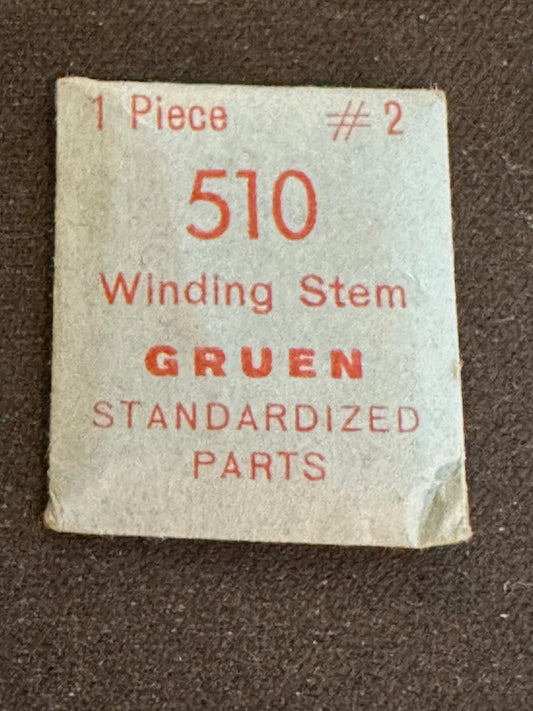 1 Piece #2
510
Winding Stem
GRUEN
STANDARDIZED
PARTS